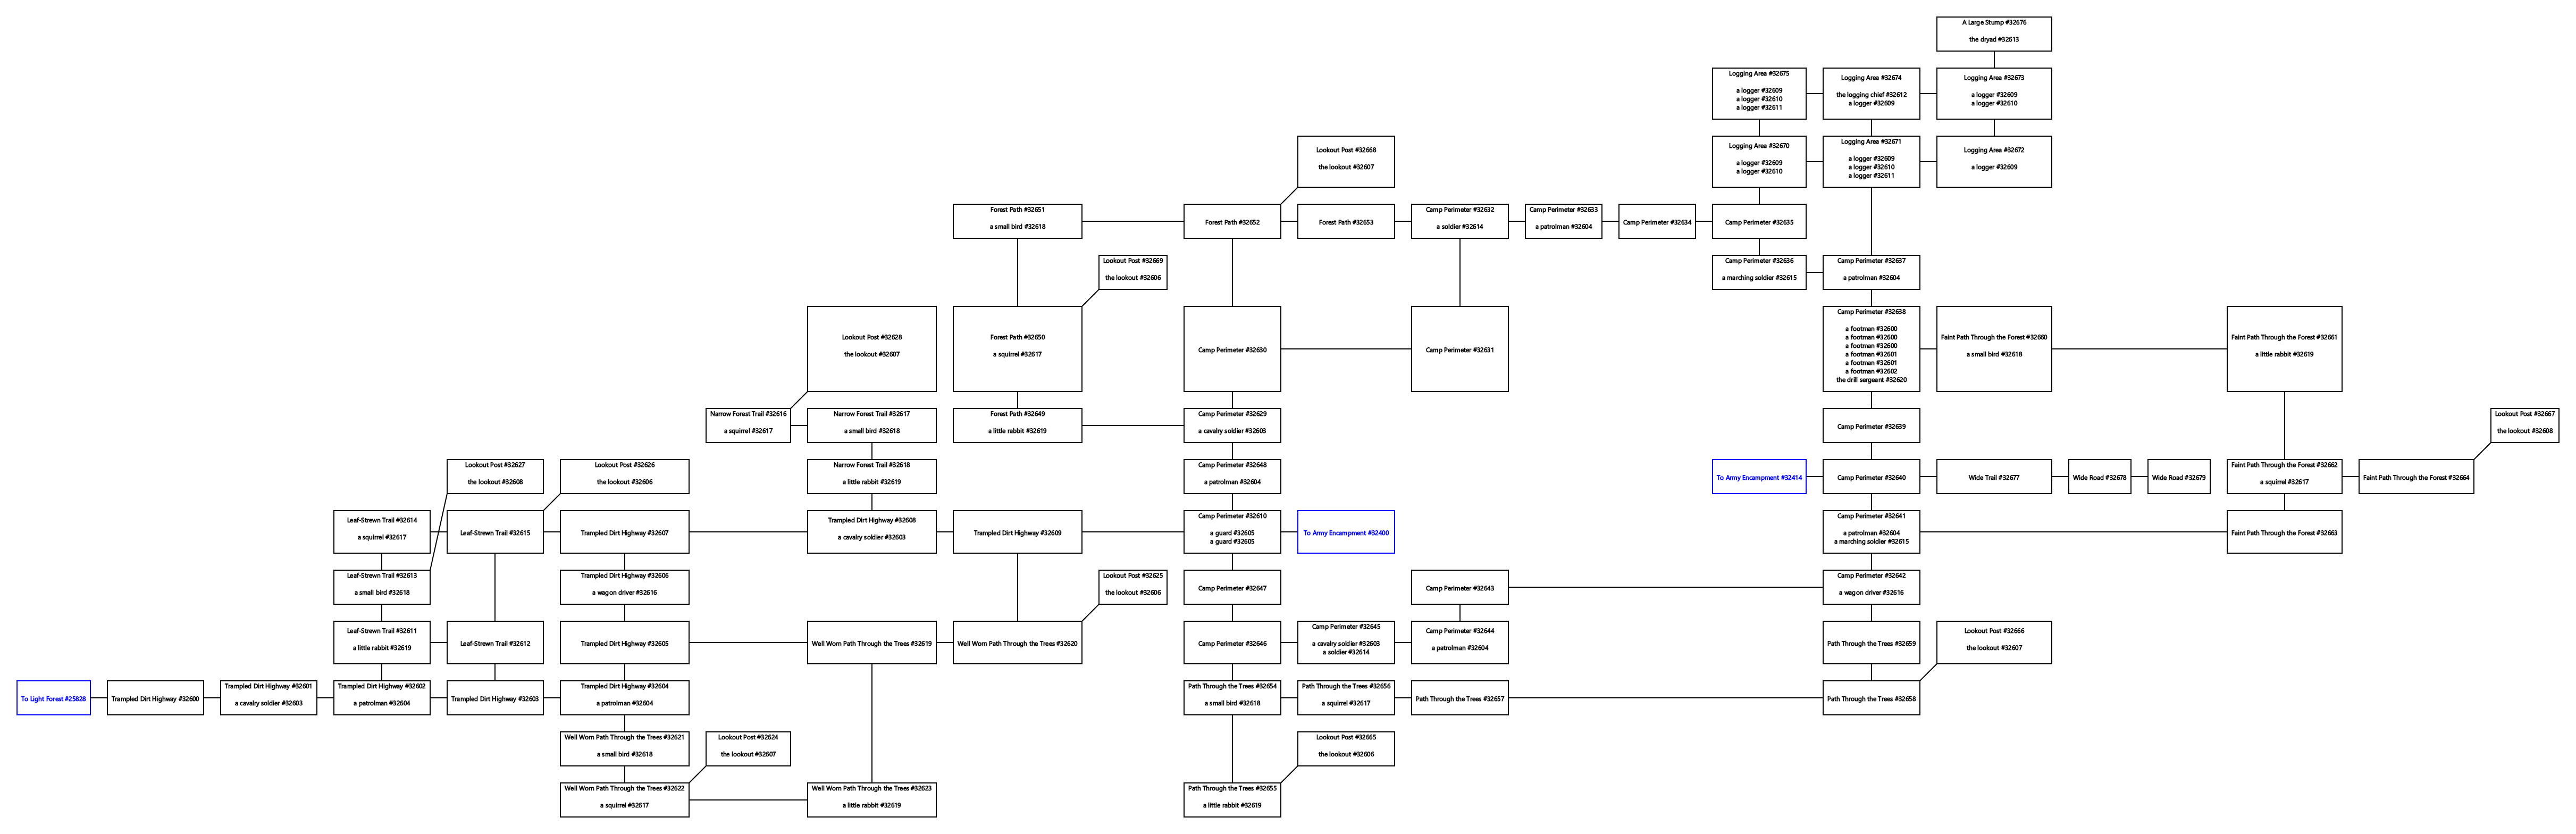 A Large Stump #32676
the dryad #32613
Logging Area #32675
a logger #32609
a logger #32610
a logger #32611
Logging Area #32674
the logging chief #32612
a logger #32609
Logging Area #32673
a logger #32609
a logger #32610
Lookout Post #32668
the lookout #32607
Logging Area #32670
a logger #32609
a logger #32610
Logging Area #32671
a logger #32609
a logger #32610
a logger #32611
Logging Area #32672
a logger #32609
Forest Path #32651
a small bird #32618
Forest Path #32652
Forest Path #32653
Camp Perimeter #32632
a soldier #32614
Camp Perimeter #32633
a patrolman #32604
Camp Perimeter #32634
Camp Perimeter #32635
Lookout Post #32669
the lookout #32606
Camp Perimeter #32636
a marching soldier #32615
Camp Perimeter #32637
a patrolman #32604
Lookout Post #32628
the lookout #32607
Forest Path #32650
a squirrel #32617
Camp Perimeter #32630
Camp Perimeter #32631
Camp Perimeter #32638
a footman #32600
a footman #32600
a footman #32600
a footman #32601
a footman #32601
a footman #32602
the drill sergeant #32620
Faint Path Through the Forest #32660
a small bird #32618
Faint Path Through the Forest #32661
a little rabbit #32619
Narrow Forest Trail #32616
a squirrel #32617
Narrow Forest Trail #32617
a small bird #32618
Forest Path #32649
a little rabbit #32619
Camp Perimeter #32629
a cavalry soldier #32603
Camp Perimeter #32639
Lookout Post #32667
the lookout #32608
Lookout Post #32627
the lookout #32608
Lookout Post #32626
the lookout #32606
Narrow Forest Trail #32618
a little rabbit #32619
Camp Perimeter #32648
a patrolman #32604
To Army Encampment #32414
Camp Perimeter #32640
Wide Trail #32677
Wide Road #32678
Wide Road #32679
Faint Path Through the Forest #32662
a squirrel #32617
Faint Path Through the Forest #32664
Leaf-Strewn Trail #32614
a squirrel #32617
Leaf-Strewn Trail #32615
Trampled Dirt Highway #32607
Trampled Dirt Highway #32608
a cavalry soldier #32603
Trampled Dirt Highway #32609
Camp Perimeter #32610
a guard #32605
a guard #32605
To Army Encampment #32400
Camp Perimeter #32641
a patrolman #32604
a marching soldier #32615
Faint Path Through the Forest #32663
Leaf-Strewn Trail #32613
a small bird #32618
Trampled Dirt Highway #32606
a wagon driver #32616
Lookout Post #32625
the lookout #32606
Camp Perimeter #32647
Camp Perimeter #32643
Camp Perimeter #32642
a wagon driver #32616
Leaf-Strewn Trail #32611
a little rabbit #32619
Leaf-Strewn Trail #32612
Trampled Dirt Highway #32605
Well Worn Path Through the Trees #32619
Well Worn Path Through the Trees #32620
Camp Perimeter #32646
Camp Perimeter #32645
a cavalry soldier #32603
a soldier #32614
Camp Perimeter #32644
a patrolman #32604
Path Through the Trees #32659
Lookout Post #32666
the lookout #32607
To Light Forest #25828
Trampled Dirt Highway #32600
Trampled Dirt Highway #32601
a cavalry soldier #32603
Trampled Dirt Highway #32602
a patrolman #32604
Trampled Dirt Highway #32603
Trampled Dirt Highway #32604
a patrolman #32604
Path Through the Trees #32654
a small bird #32618
Path Through the Trees #32656
a squirrel #32617
Path Through the Trees #32657
Path Through the Trees #32658
Well Worn Path Through the Trees #32621
a small bird #32618
Lookout Post #32624
the lookout #32607
Lookout Post #32665
the lookout #32606
Well Worn Path Through the Trees #32622
a squirrel #32617
Well Worn Path Through the Trees #32623
a little rabbit #32619
Path Through the Trees #32655
a little rabbit #32619